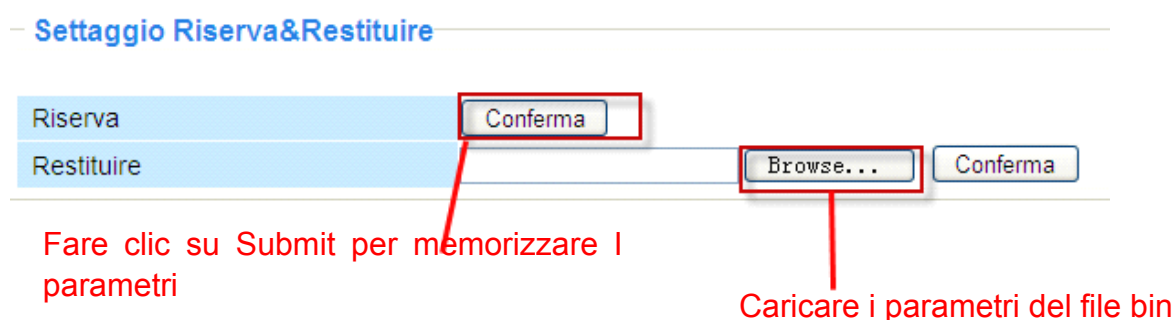 Settaggio Riserva&Restituire
Riserva Conferma
Restituire Browse... Conferma
Fare clic su Submit per memorizzare I
parametri
Caricare i parametri del file bin